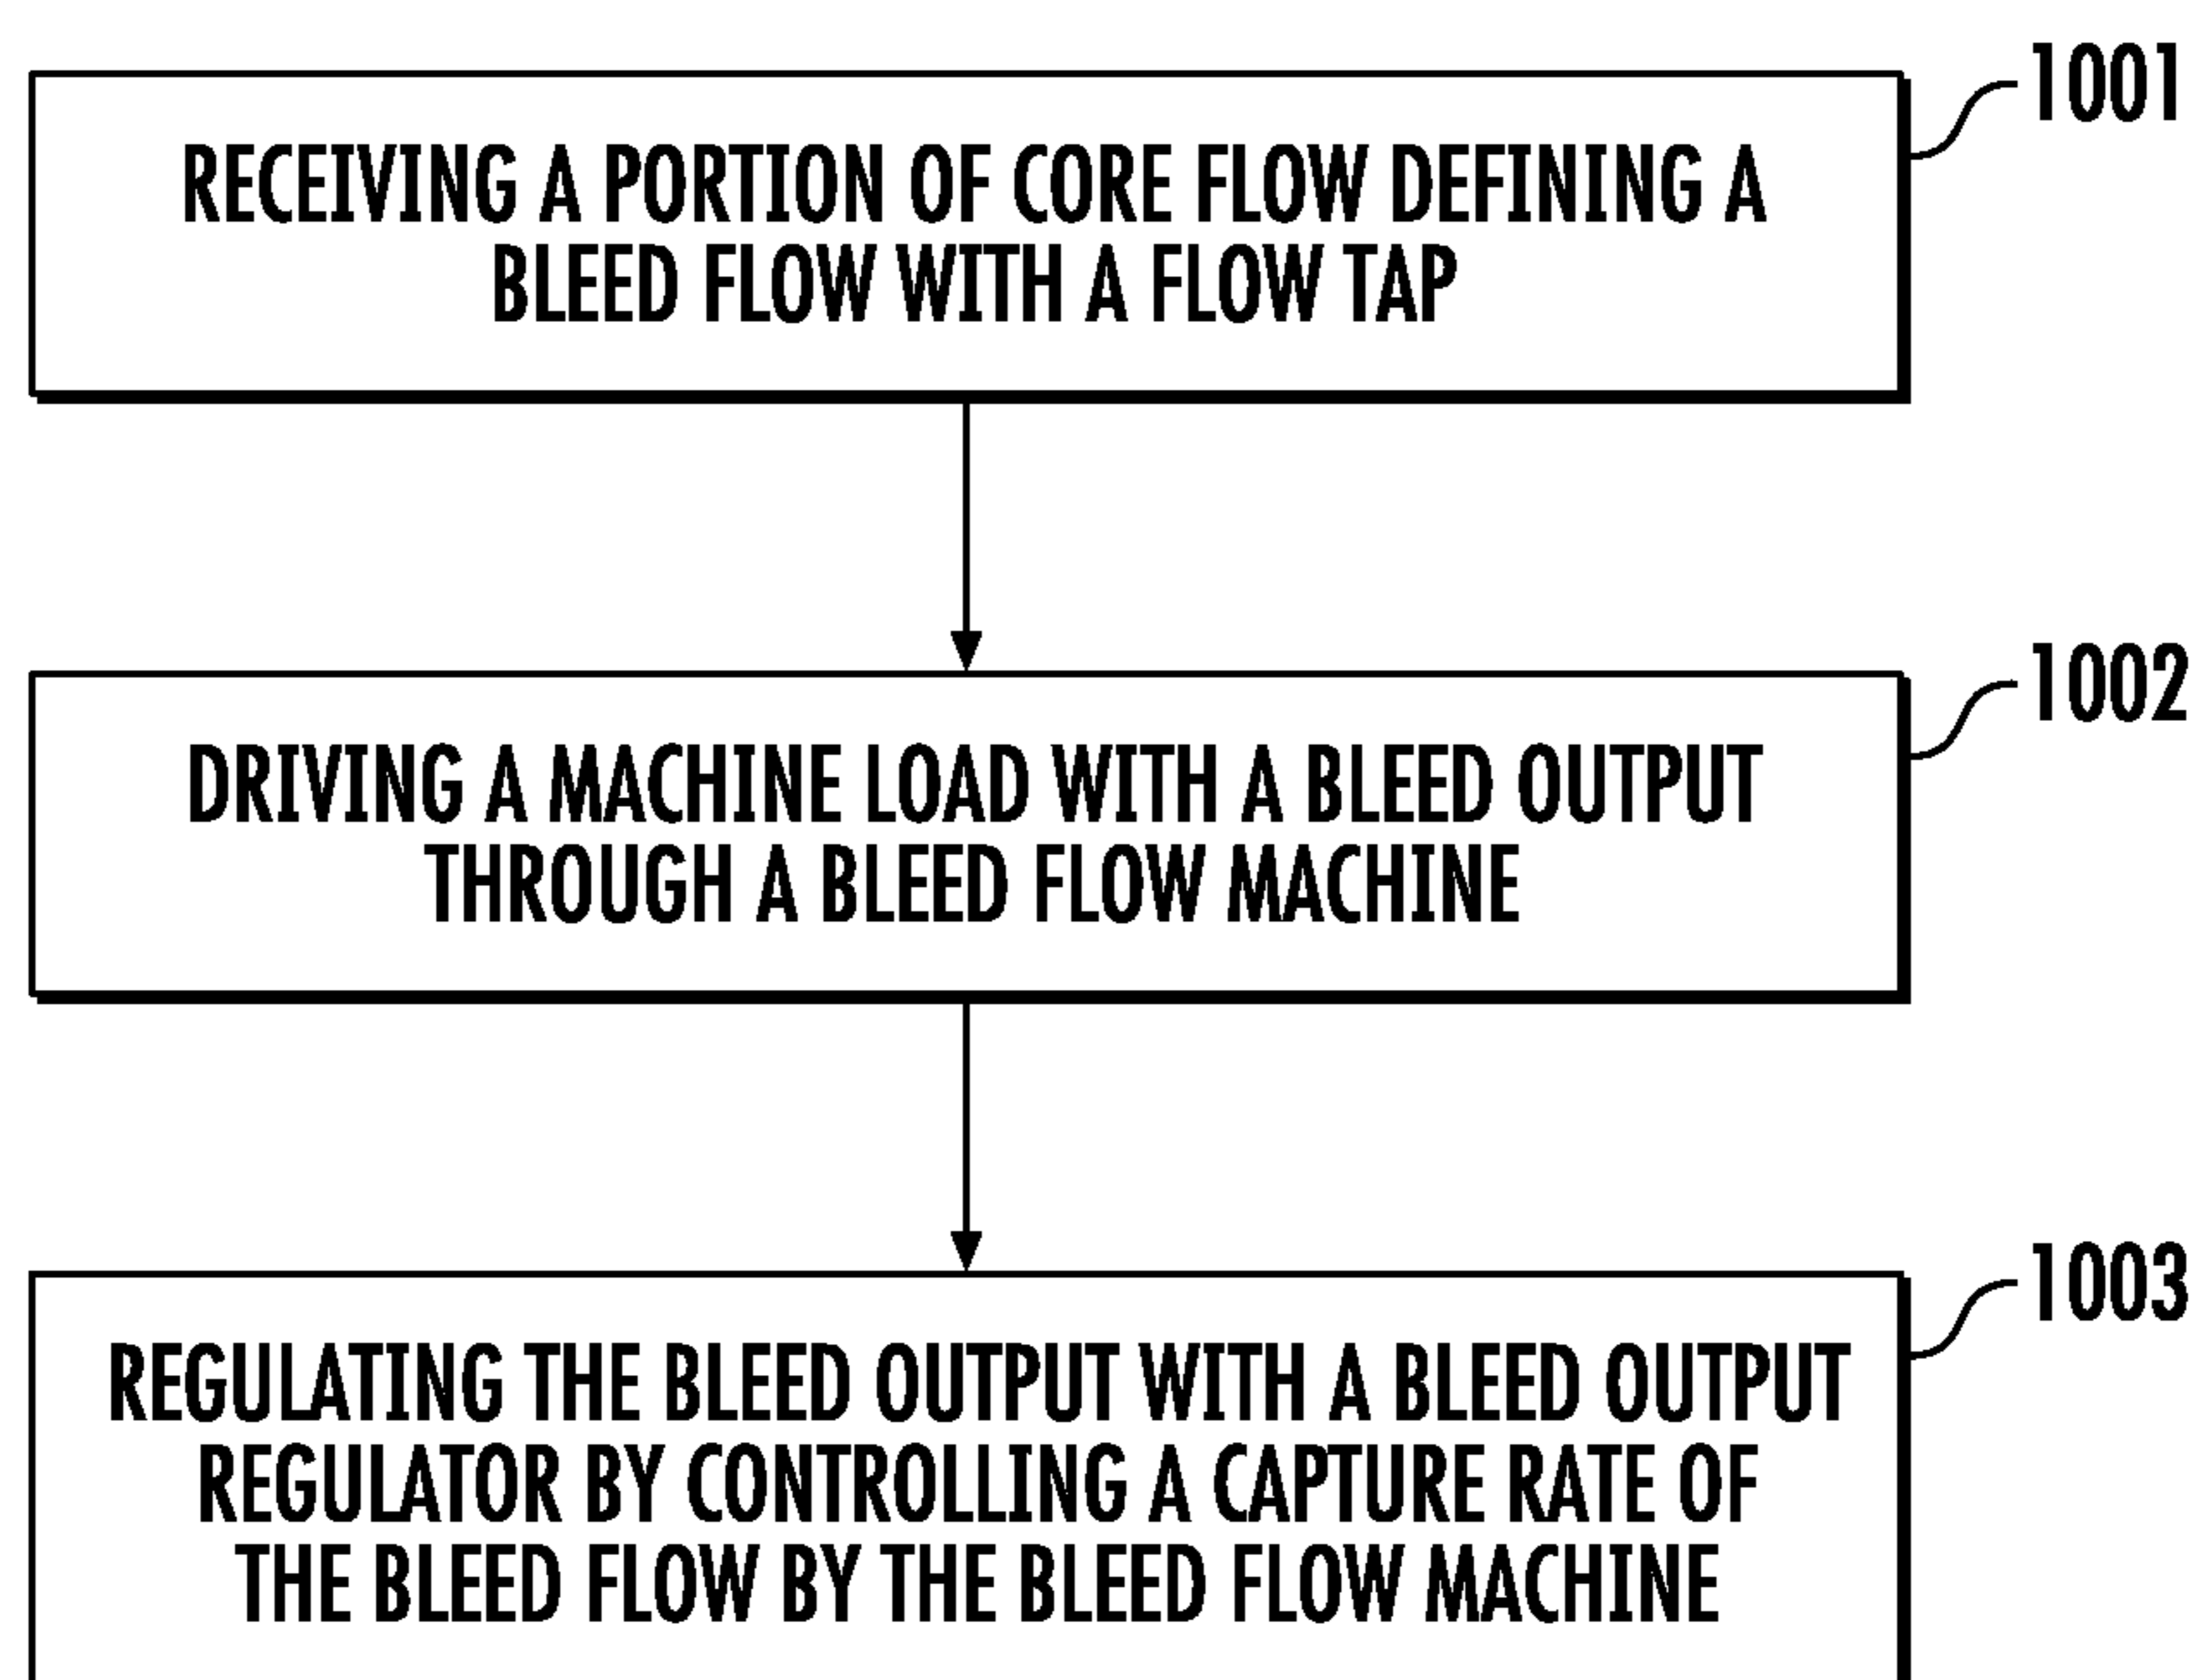 1001
RECEIVING A PORTION OF CORE FLOW DEFINING A
BLEED FLOW WITH A FLOW TAP
1002
DRIVING A MACHINE LOAD WITH A BLEED OUTPUT
THROUGH A BLEED FLOW MACHINE
1003
REGULATING THE BLEED OUTPUT WITH A BLEED OUTPUT
REGULATOR BY CONTROLLING A CAPTURE RATE OF
THE BLEED FLOW BY THE BLEED FLOW MACHINE